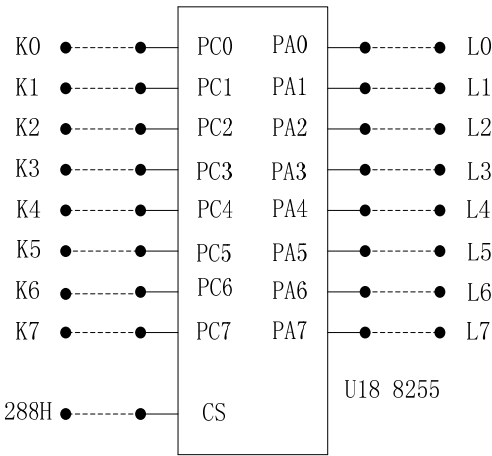 K0 PC0 PA0 L0
K1 PC1 PA1 L1
K2 PC2 PA2 L2
K3 PC3 PA3 L3
K4 PC4 PA4 L4
K5 PC5 PA5 L5
K6 PC6 PA6 L6
K7 PC7 PA7 L7
U18 8255
288H CS